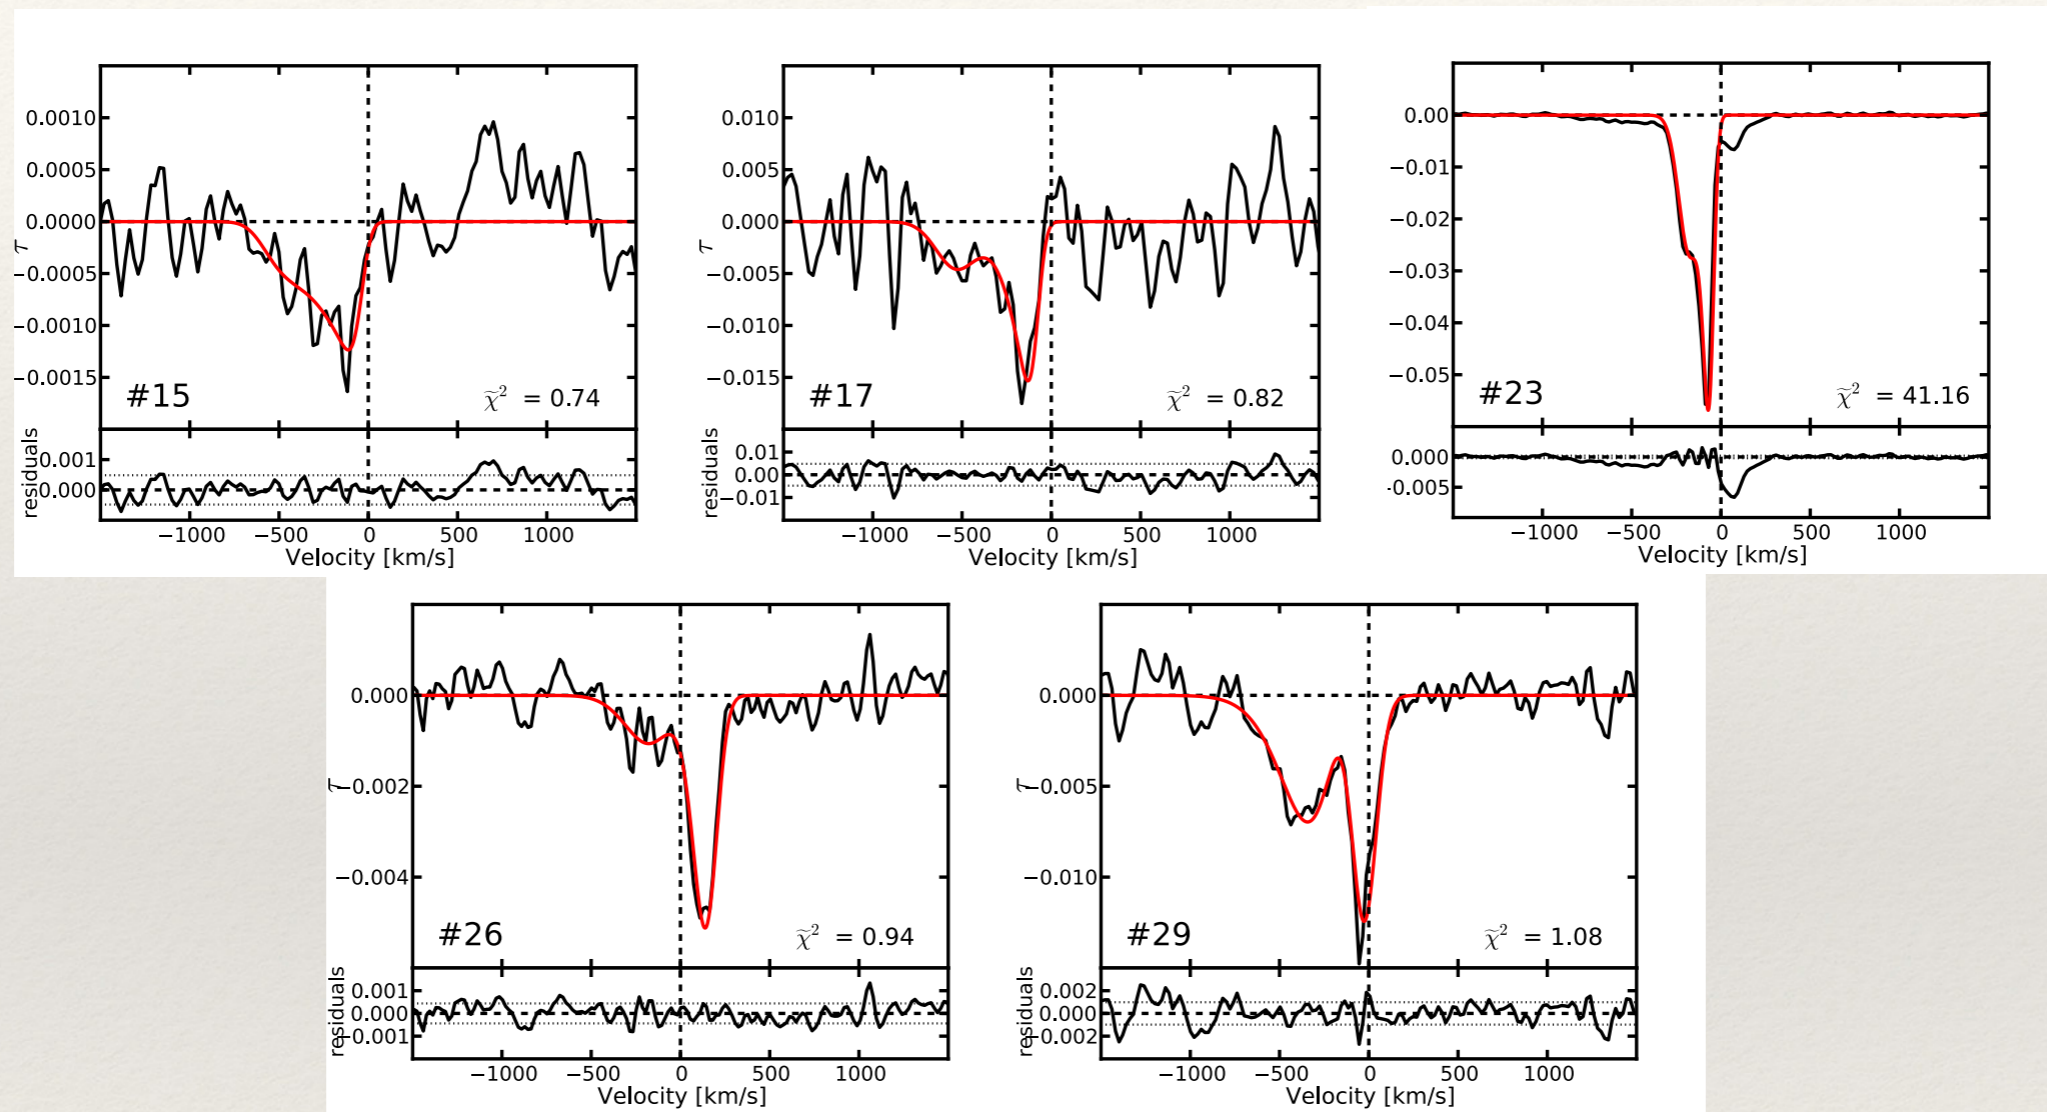 0.0010
0.0005
0.0000
−0.0005
−0.0010
−0.0015
τ
#15
χ̃² = 0.74
residuals
0.001
0.000
−1000 −500 0 500 1000
Velocity [km/s]
0.010
0.005
0.000
−0.005
−0.010
−0.015
τ
#17
χ̃² = 0.82
residuals
0.01
0.00
−0.01
−1000 −500 0 500 1000
Velocity [km/s]
0.00
−0.01
−0.02
−0.03
−0.04
−0.05
#23
χ̃² = 41.16
0.000
-0.005
−1000 −500 0 500 1000
Velocity [km/s]
0.000
−0.002
−0.004
τ
#26
χ̃² = 0.94
residuals
0.001
0.000
−0.001
−1000 −500 0 500 1000
Velocity [km/s]
0.000
−0.005
−0.010
τ
#29
χ̃² = 1.08
residuals
0.002
0.000
−0.002
−1000 −500 0 500 1000
Velocity [km/s]